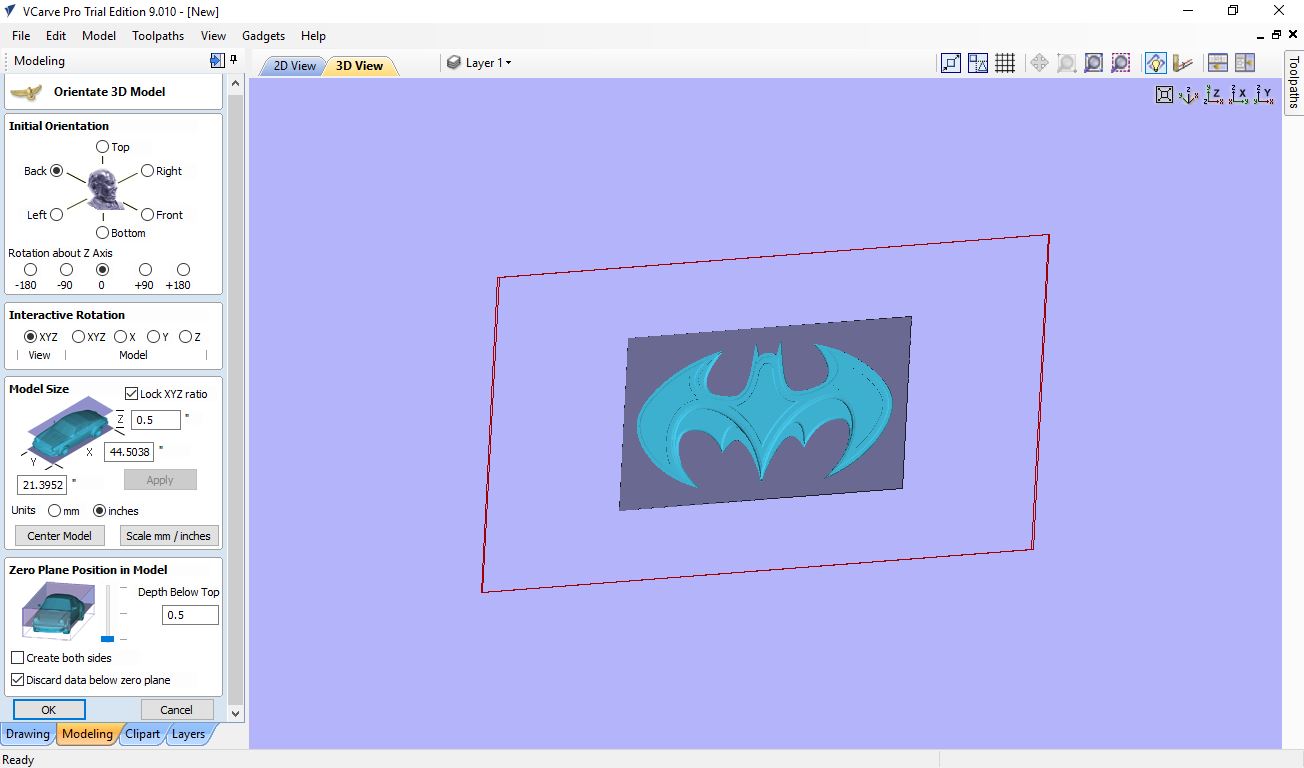 VCarve Pro Trial Edition 9.010 - [New]
File Edit Model Toolpaths View Gadgets Help
Modeling
2D View 3D View Layer 1
Toolpaths
Z X Y
Orientate 3D Model
Initial Orientation
Top
Back Right
Left Front
Bottom
Rotation about Z Axis
-180 -90 0 +90 +180
Interactive Rotation
XYZ XYZ X Y Z
View Model
Model Size
Lock XYZ ratio
Z 0.5 "
X 44.5038 "
Y
21.3952 " Apply
Units mm inches
Center Model Scale mm / inches
Zero Plane Position in Model
Depth Below Top
0.5
Create both sides
Discard data below zero plane
OK Cancel
Drawing Modeling Clipart Layers
Ready